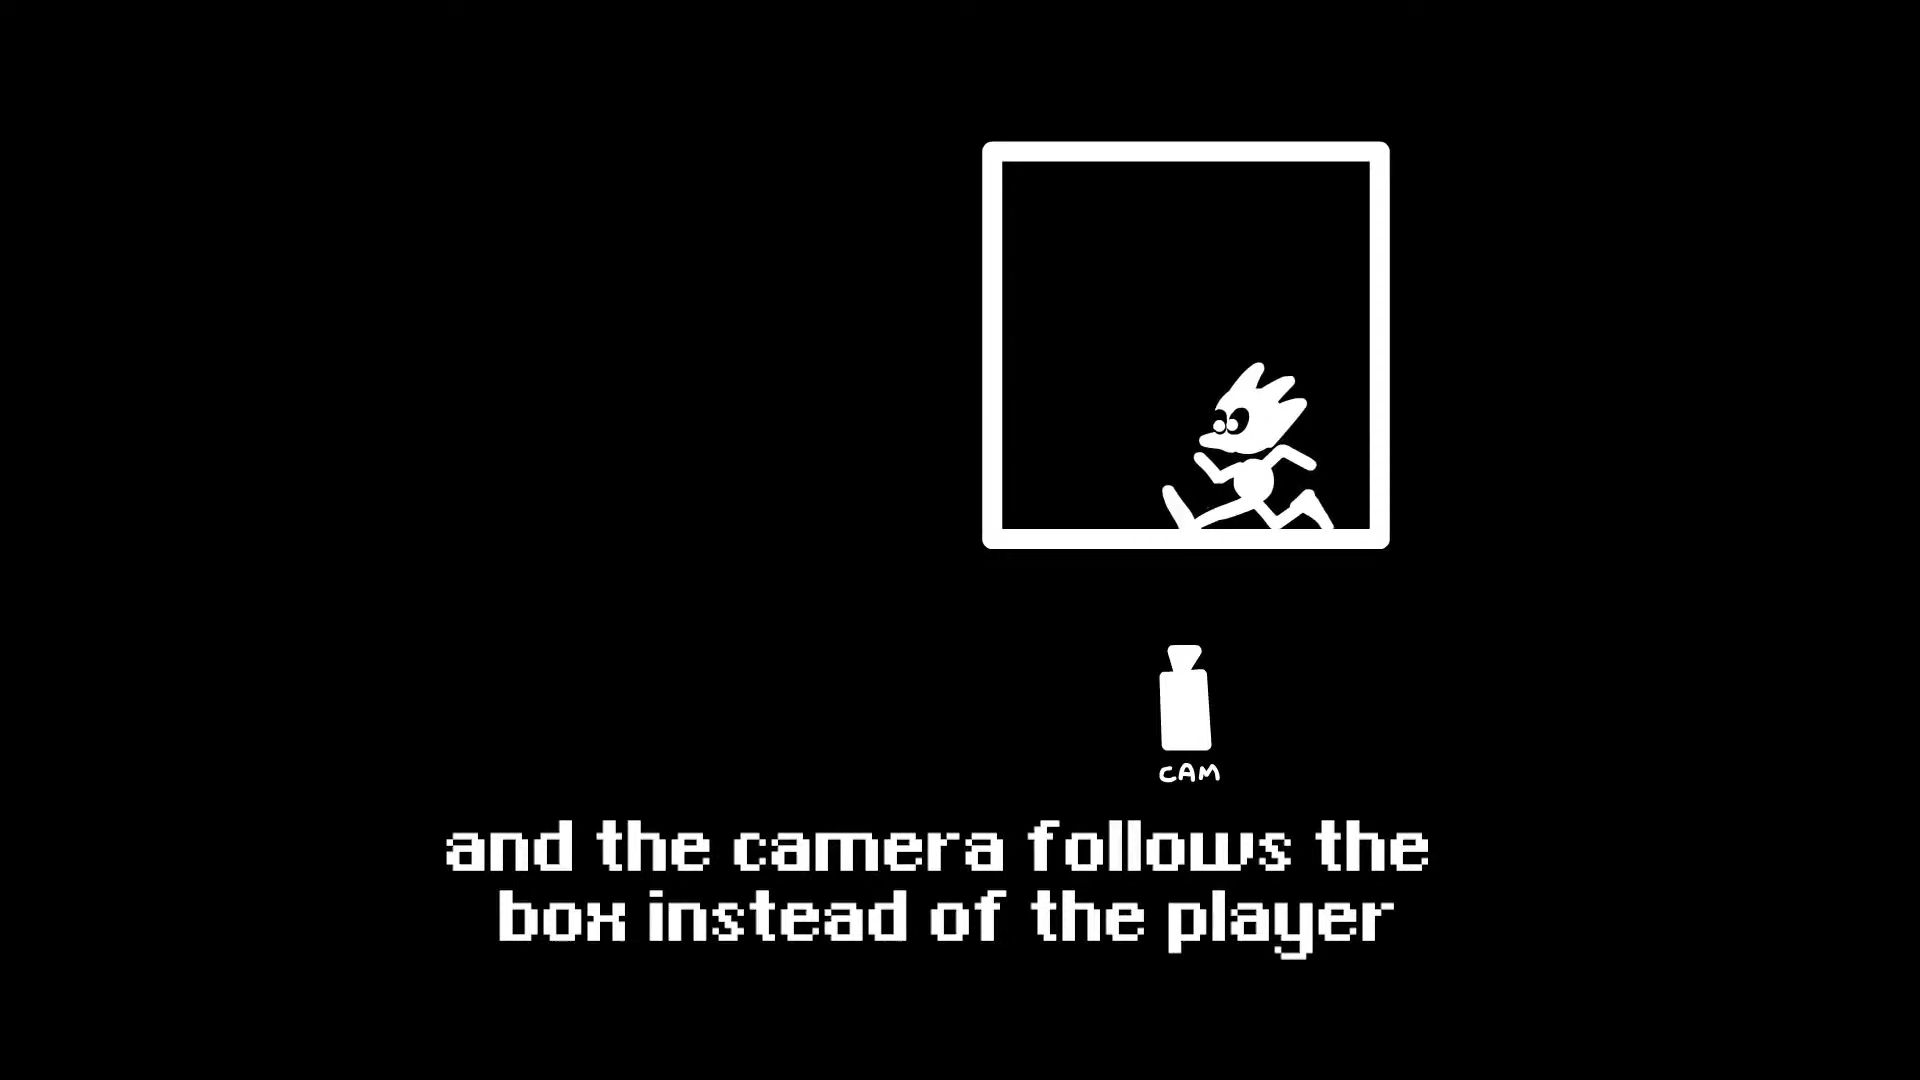 CAM
and the camera follows the
box instead of the player